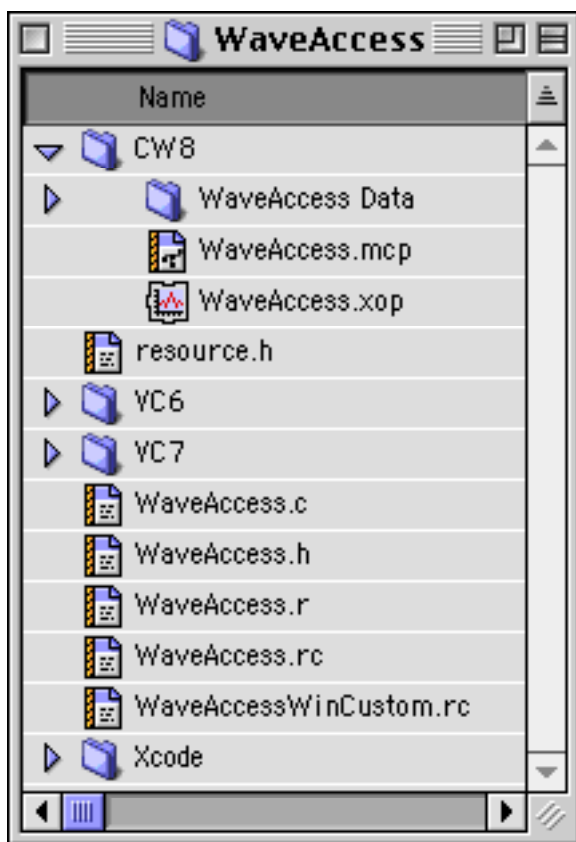 WaveAccess
Name
CW8
WaveAccess Data
WaveAccess.mcp
WaveAccess.xop
resource.h
VC6
VC7
WaveAccess.c
WaveAccess.h
WaveAccess.r
WaveAccess.rc
WaveAccessWinCustom.rc
Xcode